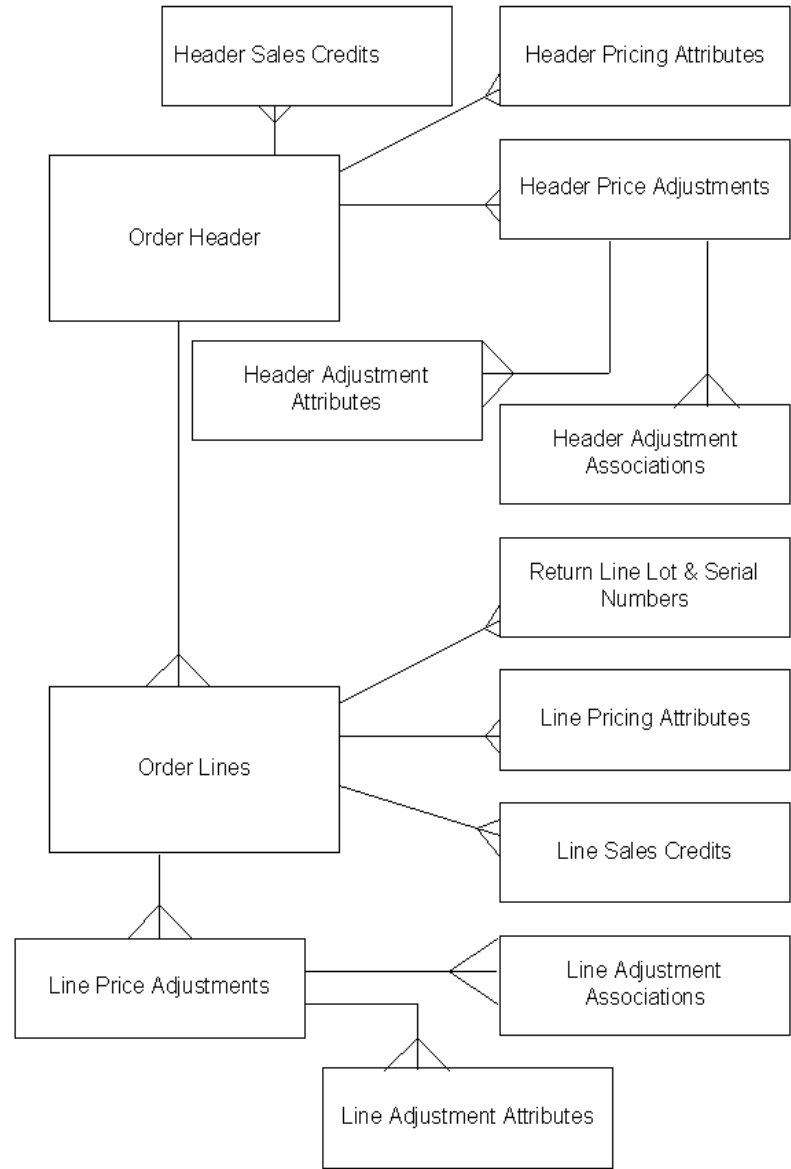 Header Sales Credits
Header Pricing Attributes
Header Price Adjustments
Order Header
Header Adjustment
Attributes
Header Adjustment
Associations
Return Line Lot & Serial
Numbers
Line Pricing Attributes
Order Lines
Line Sales Credits
Line Price Adjustments
Line Adjustment
Associations
Line Adjustment Attributes